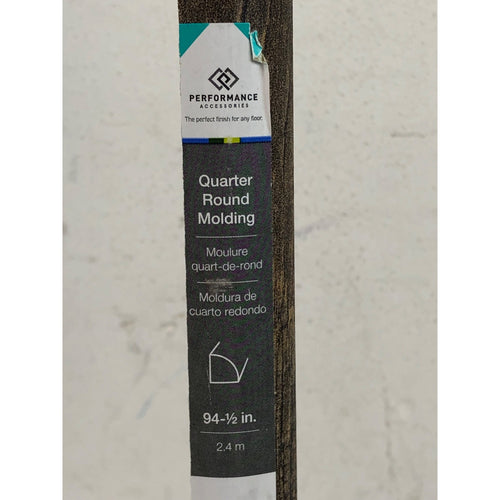 PERFORMANCE
ACCESSORIES
The perfect finish for any floor.
Quarter
Round
Molding
Moulure
quart-de-rond
Moldura de
cuarto redondo
94-½ in.
2.4 m